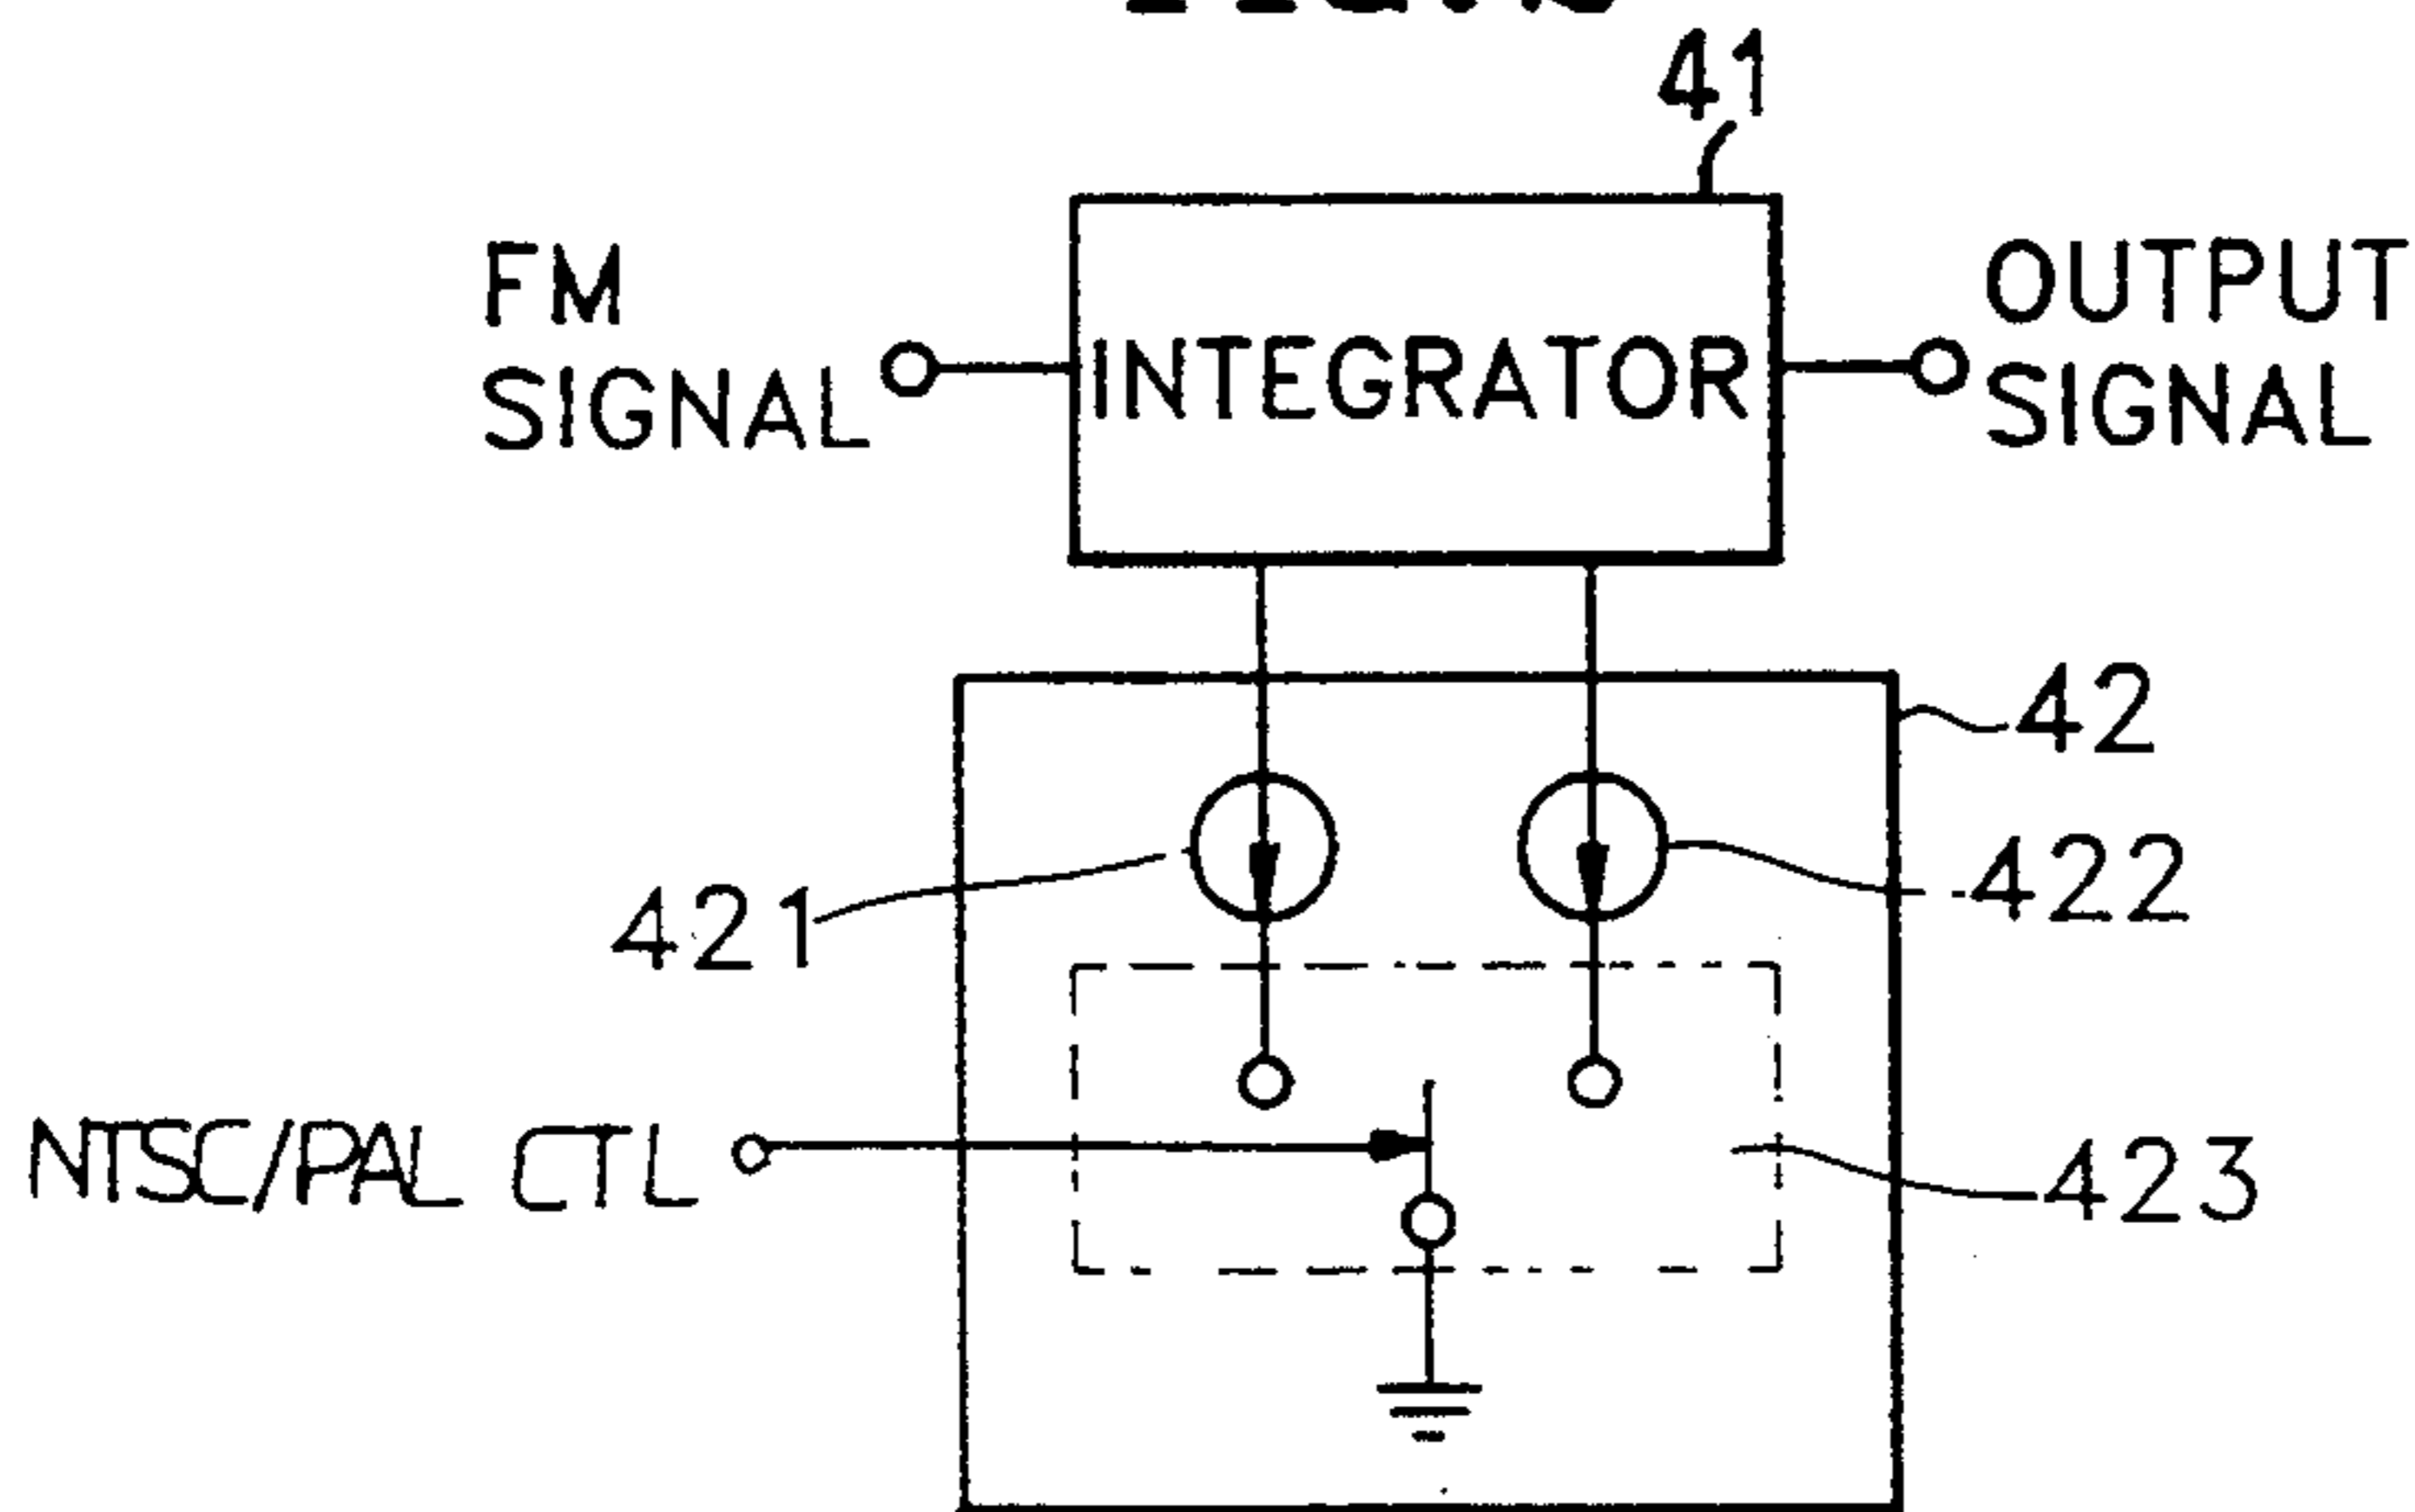 41
FM
SIGNAL
INTEGRATOR
OUTPUT
SIGNAL
42
421
422
NTSC/PAL CTL
423